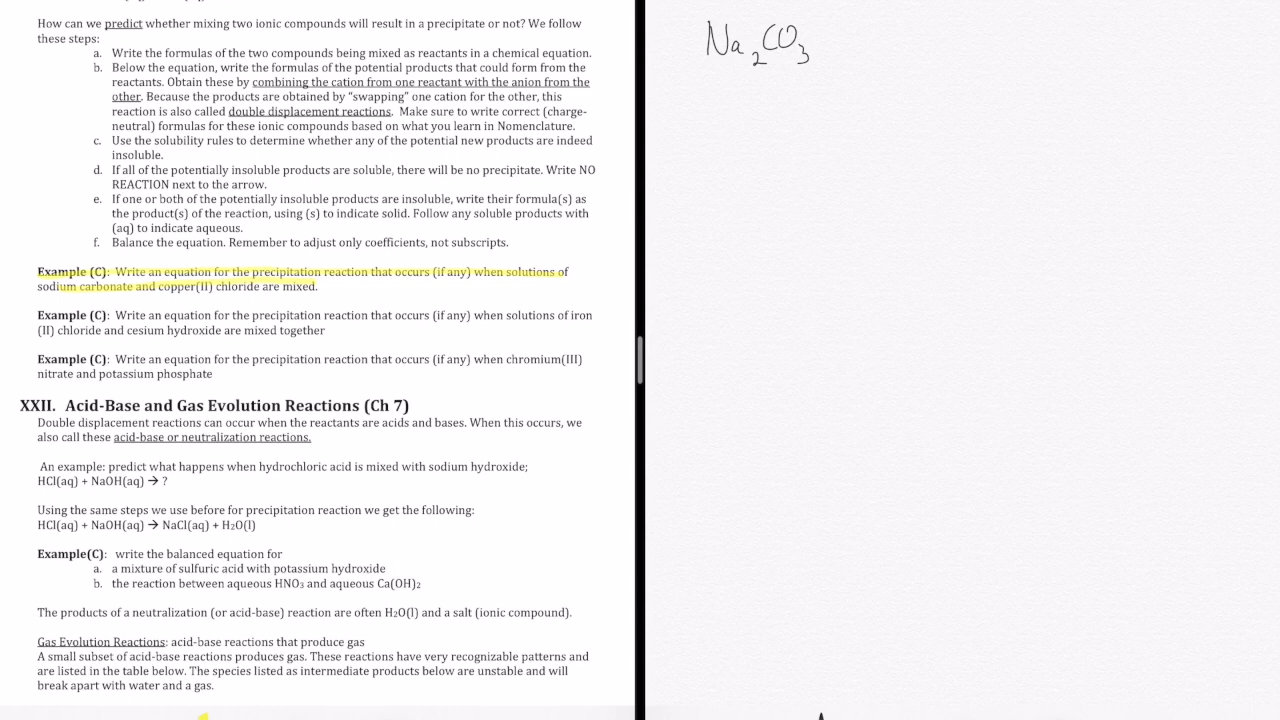 How can we predict whether mixing two ionic compounds will result in a precipitate or not? We follow
these steps:
a. Write the formulas of the two compounds being mixed as reactants in a chemical equation.
b. Below the equation, write the formulas of the potential products that could form from the
reactants. Obtain these by combining the cation from one reactant with the anion from the
other. Because the products are obtained by “swapping” one cation for the other, this
reaction is also called double displacement reactions. Make sure to write correct (charge-
neutral) formulas for these ionic compounds based on what you learn in Nomenclature.
c. Use the solubility rules to determine whether any of the potential new products are indeed
insoluble.
d. If all of the potentially insoluble products are soluble, there will be no precipitate. Write NO
REACTION next to the arrow.
e. If one or both of the potentially insoluble products are insoluble, write their formula(s) as
the product(s) of the reaction, using (s) to indicate solid. Follow any soluble products with
(aq) to indicate aqueous.
f. Balance the equation. Remember to adjust only coefficients, not subscripts.
Example (C): Write an equation for the precipitation reaction that occurs (if any) when solutions of
sodium carbonate and copper(II) chloride are mixed.
Example (C): Write an equation for the precipitation reaction that occurs (if any) when solutions of iron
(II) chloride and cesium hydroxide are mixed together
Example (C): Write an equation for the precipitation reaction that occurs (if any) when chromium(III)
nitrate and potassium phosphate
XXII. Acid-Base and Gas Evolution Reactions (Ch 7)
Double displacement reactions can occur when the reactants are acids and bases. When this occurs, we
also call these acid-base or neutralization reactions.
An example: predict what happens when hydrochloric acid is mixed with sodium hydroxide;
HCl(aq) + NaOH(aq) → ?
Using the same steps we use before for precipitation reaction we get the following:
HCl(aq) + NaOH(aq) → NaCl(aq) + H₂O(l)
Example(C): write the balanced equation for
a. a mixture of sulfuric acid with potassium hydroxide
b. the reaction between aqueous HNO₃ and aqueous Ca(OH)₂
The products of a neutralization (or acid-base) reaction are often H₂O(l) and a salt (ionic compound).
Gas Evolution Reactions: acid-base reactions that produce gas
A small subset of acid-base reactions produces gas. These reactions have very recognizable patterns and
are listed in the table below. The species listed as intermediate products below are unstable and will
break apart with water and a gas.
Na₂CO₃